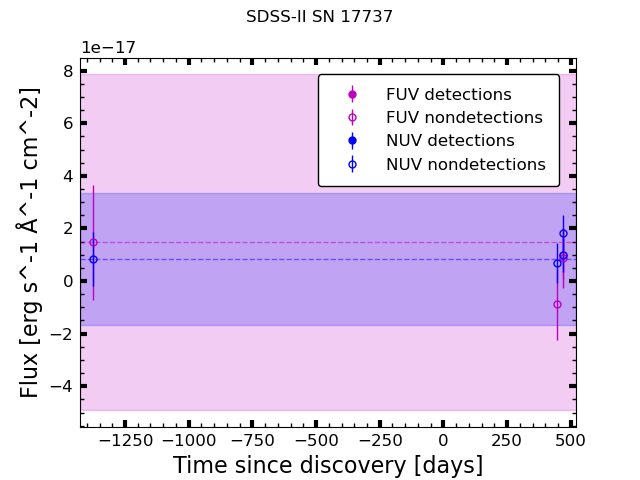 SDSS-II SN 17737
1e−17
8
6
4
2
0
−2
−4
Flux [erg s^-1 Å^-1 cm^-2]
FUV detections
FUV nondetections
NUV detections
NUV nondetections
−1250 −1000 −750 −500 −250 0 250 500
Time since discovery [days]